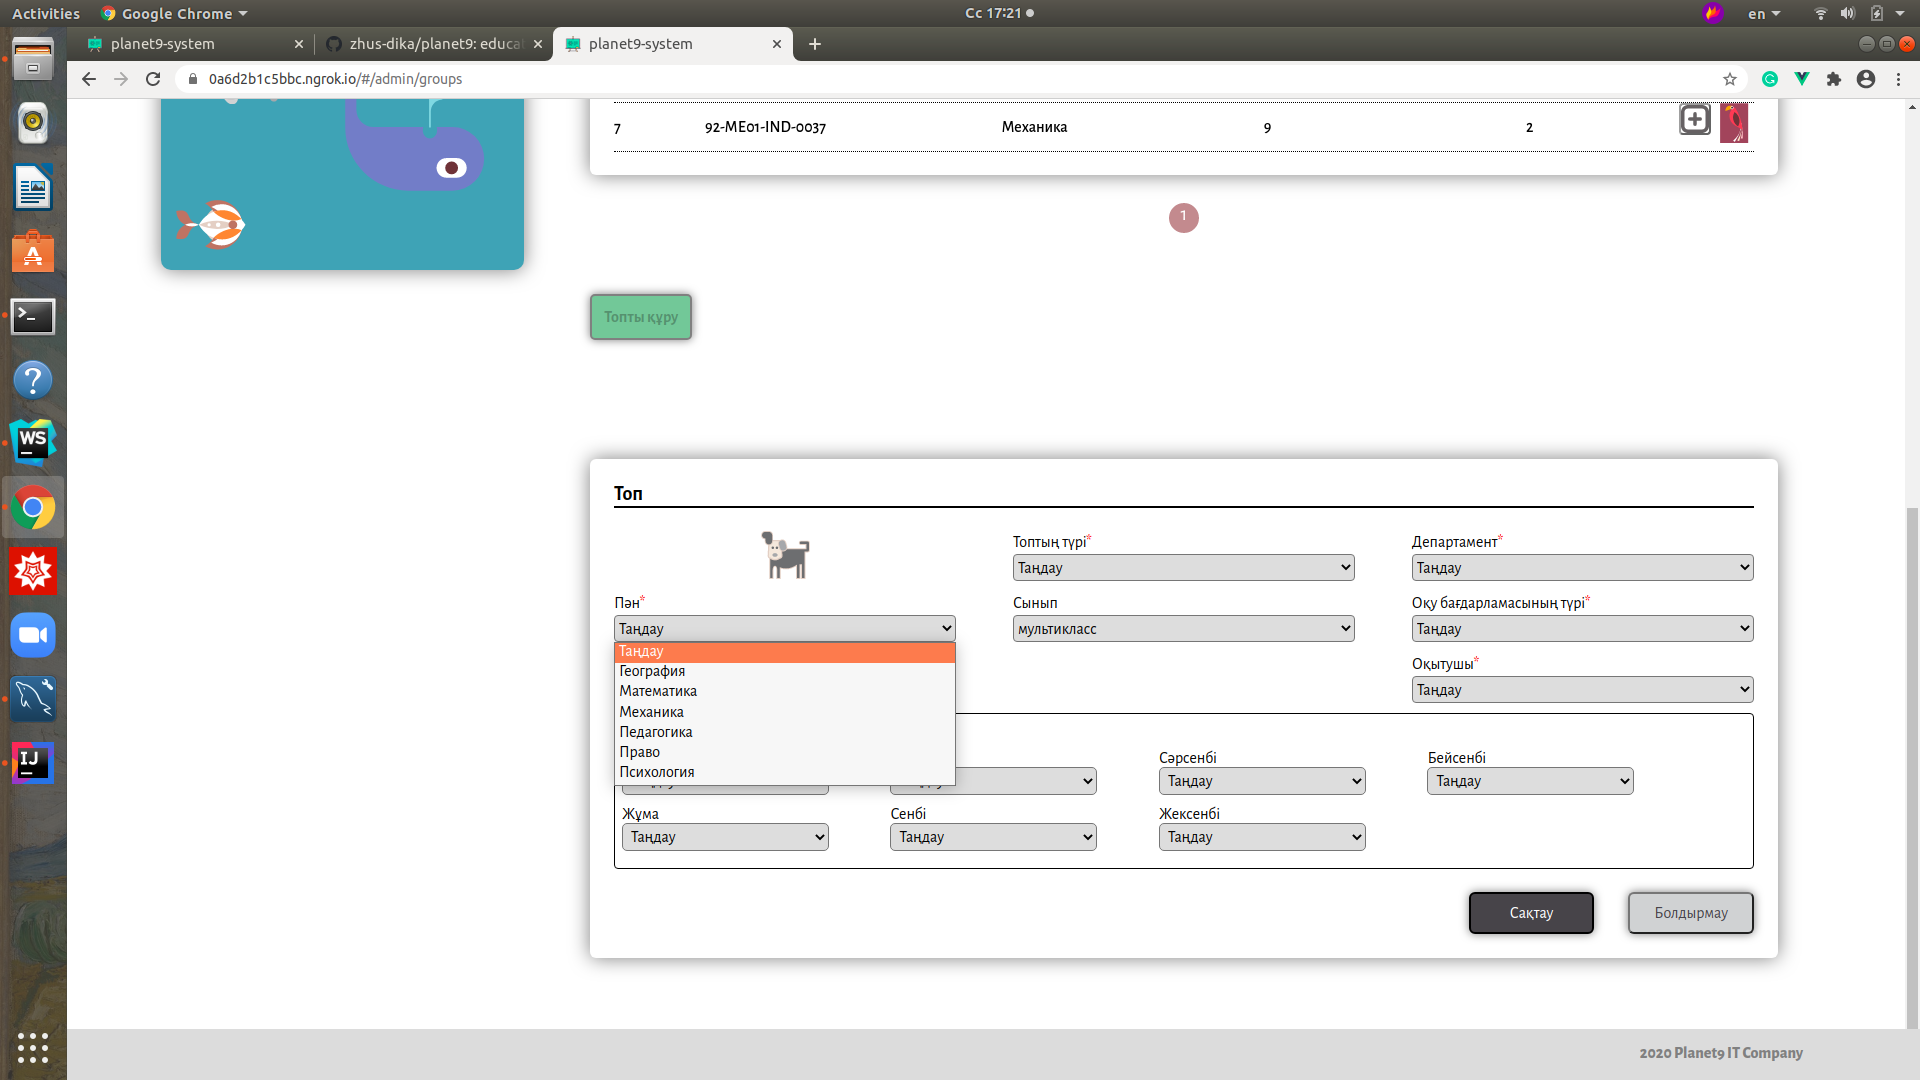 Activities Google Chrome Сс 17:21 en
planet9-system zhus-dika/planet9: educa planet9-system
0a6d2b1c5bbc.ngrok.io/#/admin/groups
7 92-ME01-IND-0037 Механика 9 2
1
Топты құру
Топ
Топтың түрі* Департамент*
Таңдау Таңдау
Пән* Сынып Оқу бағдарламасының түрі*
Таңдау мультикласс Таңдау
Таңдау
География
Математика
Механика
Педагогика
Право
Психология
Оқытушы*
Таңдау
Сәрсенбі Бейсенбі
Таңдау Таңдау
Жұма Сенбі Жексенбі
Таңдау Таңдау Таңдау
Сақтау Болдырмау
2020 Planet9 IT Company
WS
IJ